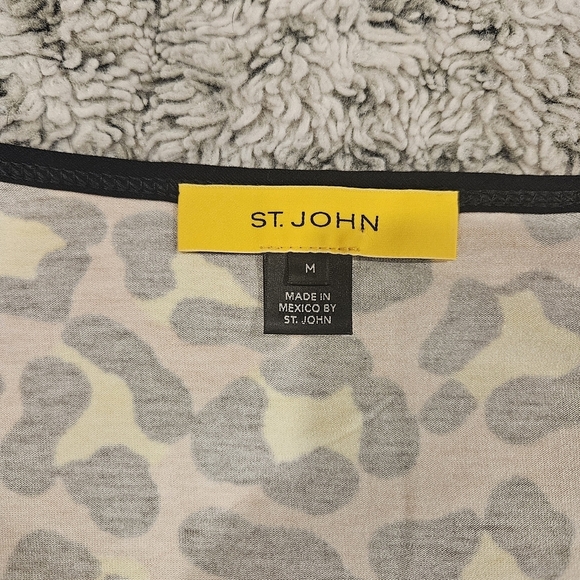 ST. JOHN
M
MADE IN
MEXICO BY
ST. JOHN